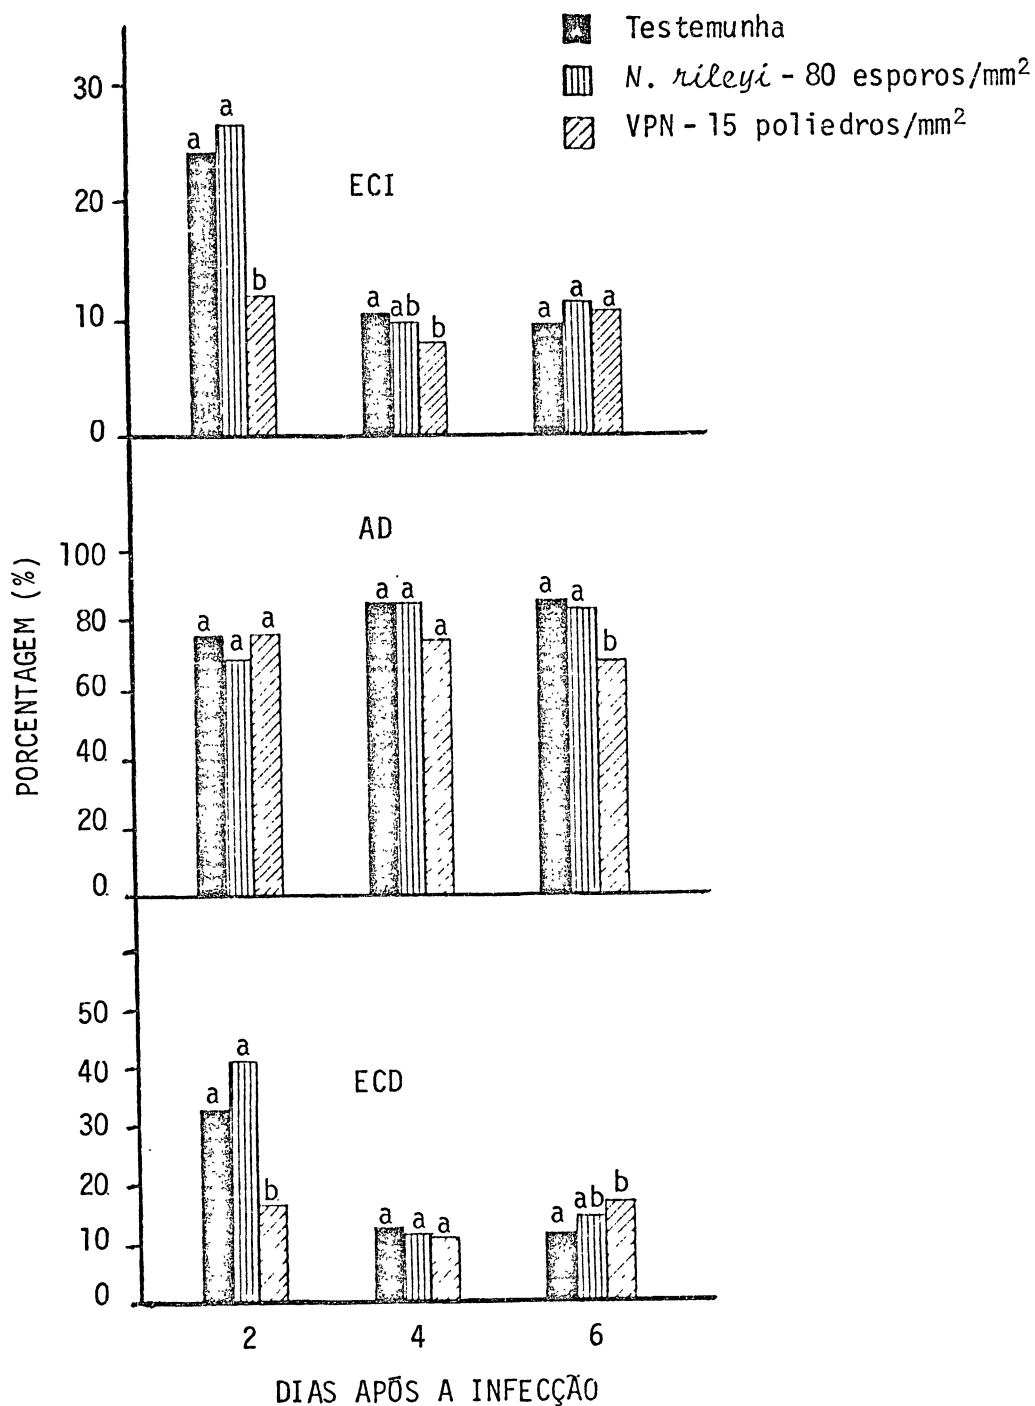 Testemunha
N. rileyi - 80 esporos/mm²
VPN - 15 poliedros/mm²
30
20
10
0
a a b
ECI
a ab b
a a a
PORCENTAGEM (%)
AD
100
80
60
40
20
0
a a a
a a a
a a b
ECD
50
40
30
20
10
0
a a b
a a a
a ab b
2 4 6
DIAS APÕS A INFECÇÃO